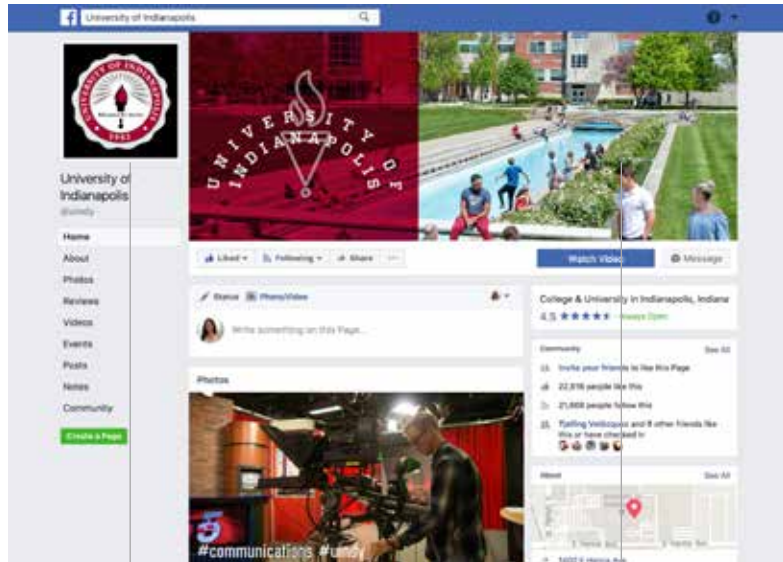 University of Indianapolis
UNIVERSITY OF INDIANAPOLIS
1902
University of
Indianapolis
@uindy
Home
About
Photos
Reviews
Videos
Events
Posts
Notes
Community
Create a Page
UNIVERSITY OF
INDIANAPOLIS
Liked
Following
Share
Watch Video
Message
Status
Photo/Video
Write something on this Page...
Photos
#communications #uindy
College & University in Indianapolis, Indiana
4.5
Always Open
Community
See All
Invite your friends to like this Page
people like this
people follow this
and 8 other friends like
this or have checked in
About
See All